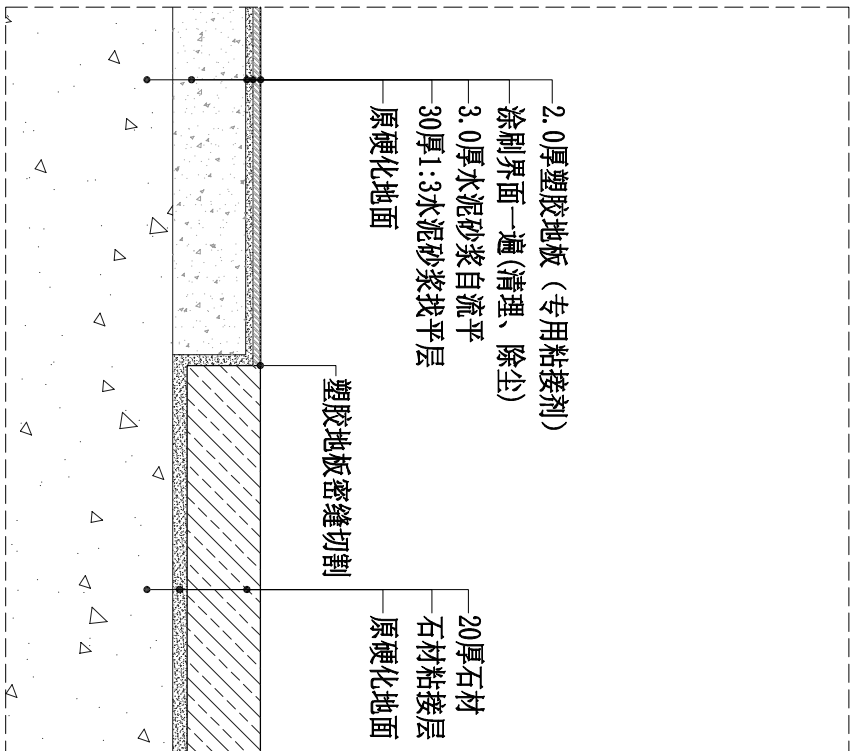 2.0厚塑胶地板（专用粘接剂）
涂刷界面一遍(清理、除尘)
3.0厚水泥砂浆自流平
30厚1:3水泥砂浆找平层
原硬化地面
塑胶地板密缝切割
20厚石材
石材粘接层
原硬化地面